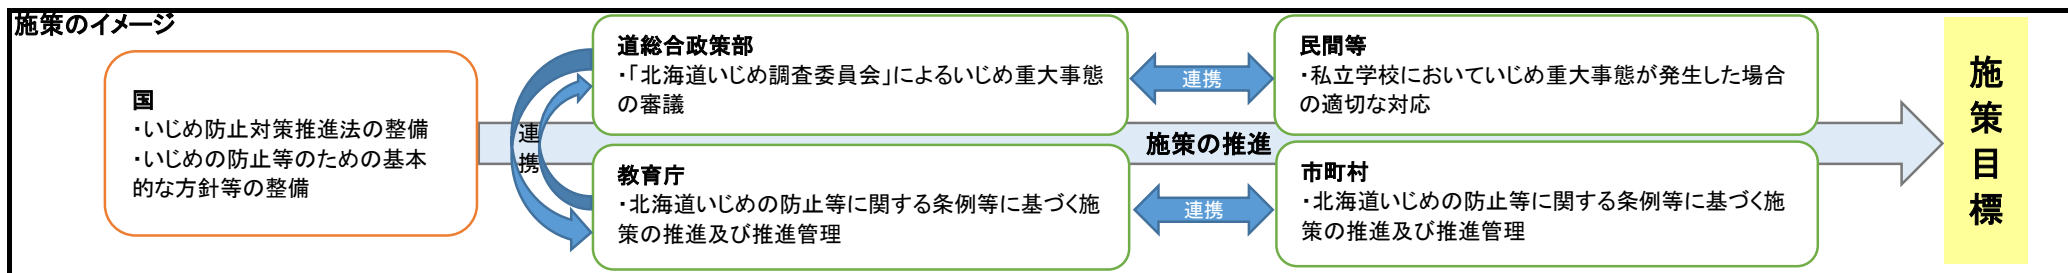 施策のイメージ
国
・いじめ防止対策推進法の整備
・いじめの防止等のための基本
的な方針等の整備
連
携
道総合政策部
・「北海道いじめ調査委員会」によるいじめ重大事態
の審議
連携
民間等
・私立学校においていじめ重大事態が発生した場合
の適切な対応
施策の推進
教育庁
・北海道いじめの防止等に関する条例等に基づく施
策の推進及び推進管理
連携
市町村
・北海道いじめの防止等に関する条例等に基づく施
策の推進及び推進管理
施
策
目
標